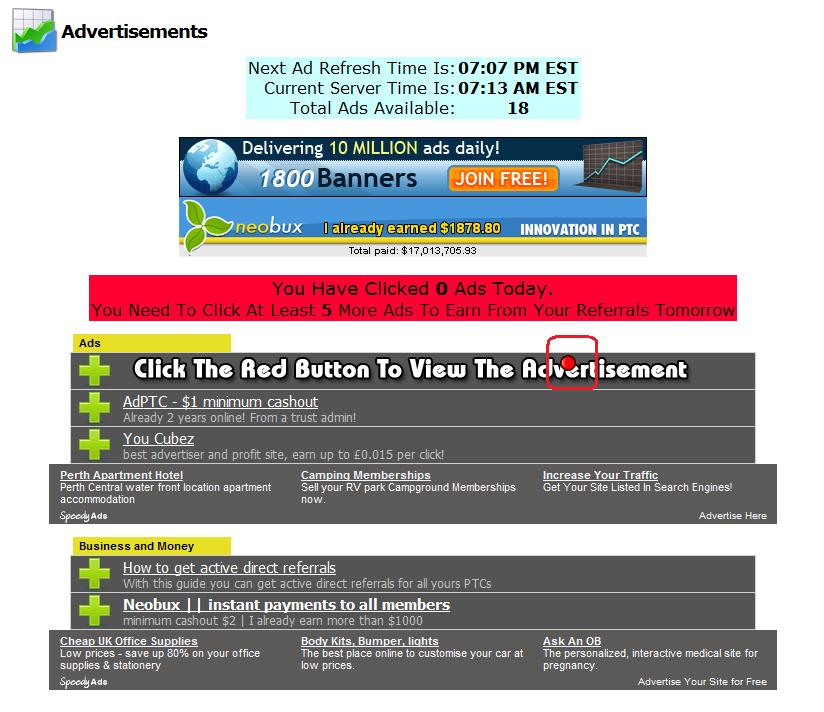 Advertisements
Next Ad Refresh Time Is: 07:07 PM EST
Current Server Time Is: 07:13 AM EST
Total Ads Available: 18
Delivering 10 MILLION ads daily!
1800Banners JOIN FREE!
neobux I already earned $1878.80 INNOVATION IN PTC
Total paid: $17,013,705.93
You Have Clicked 0 Ads Today.
You Need To Click At Least 5 More Ads To Earn From Your Referrals Tomorrow
Ads
Click The Red Button To View The Advertisement
AdPTC - $1 minimum cashout
Already 2 years online! From a trust admin!
You Cubez
best advertiser and profit site, earn up to £0.015 per click!
Perth Apartment Hotel
Perth Central water front location apartment
accommodation
Camping Memberships
Sell your RV park Campground Memberships
now.
Increase Your Traffic
Get Your Site Listed In Search Engines!
SpeedyAds
Advertise Here
Business and Money
How to get active direct referrals
With this guide you can get active direct referrals for all yours PTCs
Neobux || instant payments to all members
minimum cashout $2 | I already earn more than $1000
Cheap UK Office Supplies
Low prices - save up 80% on your office
supplies & stationery
Body Kits, Bumper, lights
The best place online to customise your car at
low prices.
Ask An OB
The personalized, interactive medical site for
pregnancy.
SpeedyAds
Advertise Your Site for Free